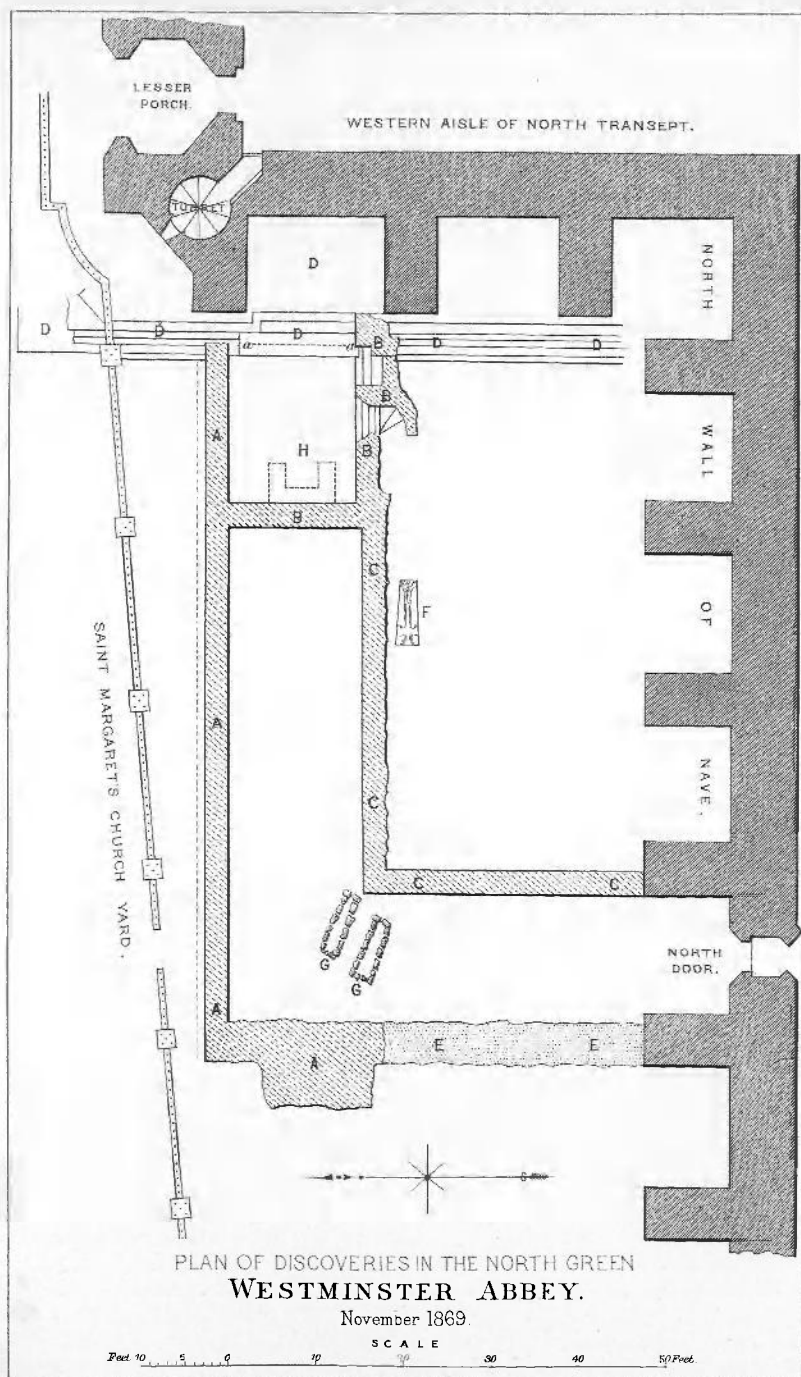 LESSER
PORCH.
WESTERN AISLE OF NORTH TRANSEPT.
TURRET
NORTH
WALL
OF
NAVE.
D
D
D
D
D
D
a
a
B
B
B
B
H
A
A
A
A
C
C
C
C
F
G
G
E
E
SAINT MARGARET'S CHURCH YARD.
NORTH
DOOR.
S
PLAN OF DISCOVERIES IN THE NORTH GREEN
WESTMINSTER ABBEY.
November 1869.
SCALE
Feet 10 5 0 10 20 30 40 50 Feet.